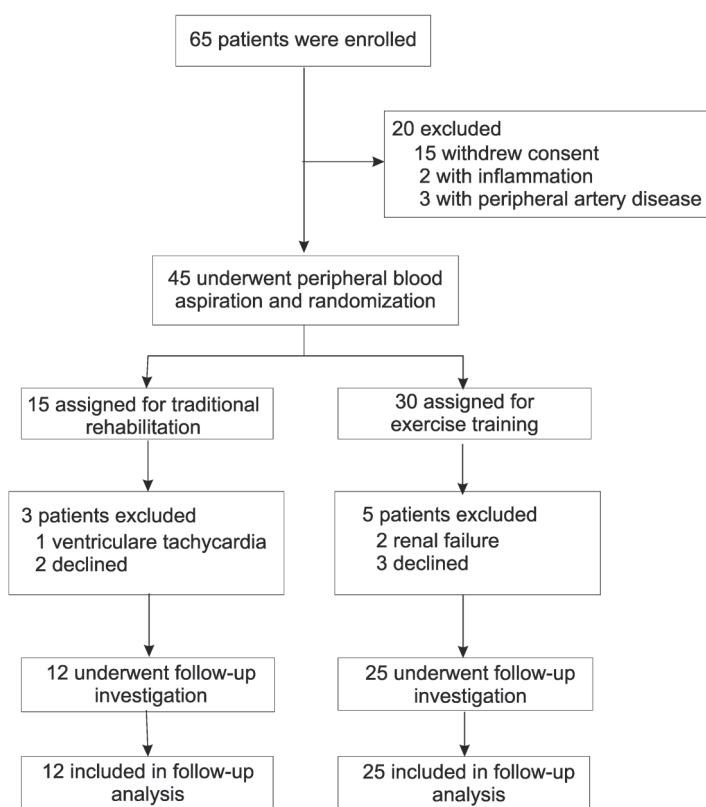 65 patients were enrolled
20 excluded
15 withdrew consent
2 with inflammation
3 with peripheral artery disease
45 underwent peripheral blood
aspiration and randomization
15 assigned for traditional
rehabilitation
30 assigned for
exercise training
3 patients excluded
1 ventriculare tachycardia
2 declined
5 patients excluded
2 renal failure
3 declined
12 underwent follow-up
investigation
25 underwent follow-up
investigation
12 included in follow-up
analysis
25 included in follow-up
analysis